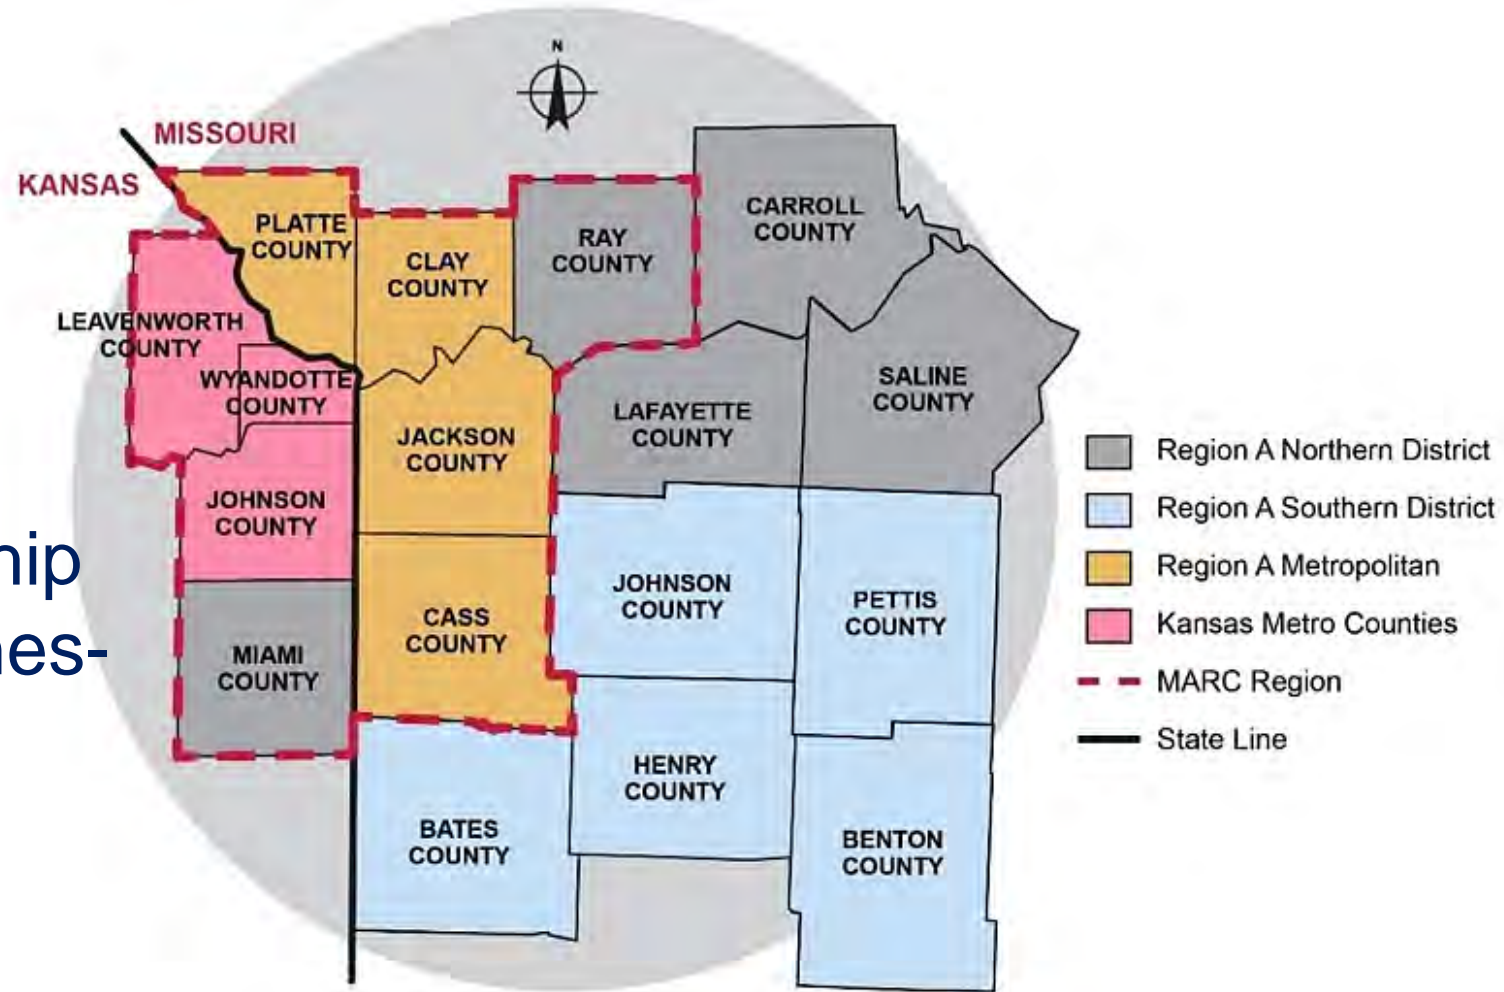 N
MISSOURI
KANSAS
PLATTE
COUNTY
CLAY
COUNTY
RAY
COUNTY
CARROLL
COUNTY
LEAVENWORTH
COUNTY
WYANDOTTE
COUNTY
JACKSON
COUNTY
LAFAYETTE
COUNTY
SALINE
COUNTY
JOHNSON
COUNTY
MIAMI
COUNTY
CASS
COUNTY
JOHNSON
COUNTY
PETTIS
COUNTY
BATES
COUNTY
HENRY
COUNTY
BENTON
COUNTY
hip
nes-
Region A Northern District
Region A Southern District
Region A Metropolitan
Kansas Metro Counties
MARC Region
State Line